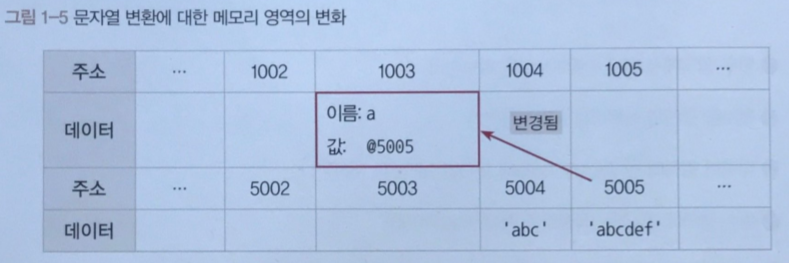 그림 1-5 문자열 변환에 대한 메모리 영역의 변화
주소 ... 1002 1003 1004 1005 ...
데이터 이름: a 변경됨
값: @5005
주소 ... 5002 5003 5004 5005 ...
데이터 'abc' 'abcdef'